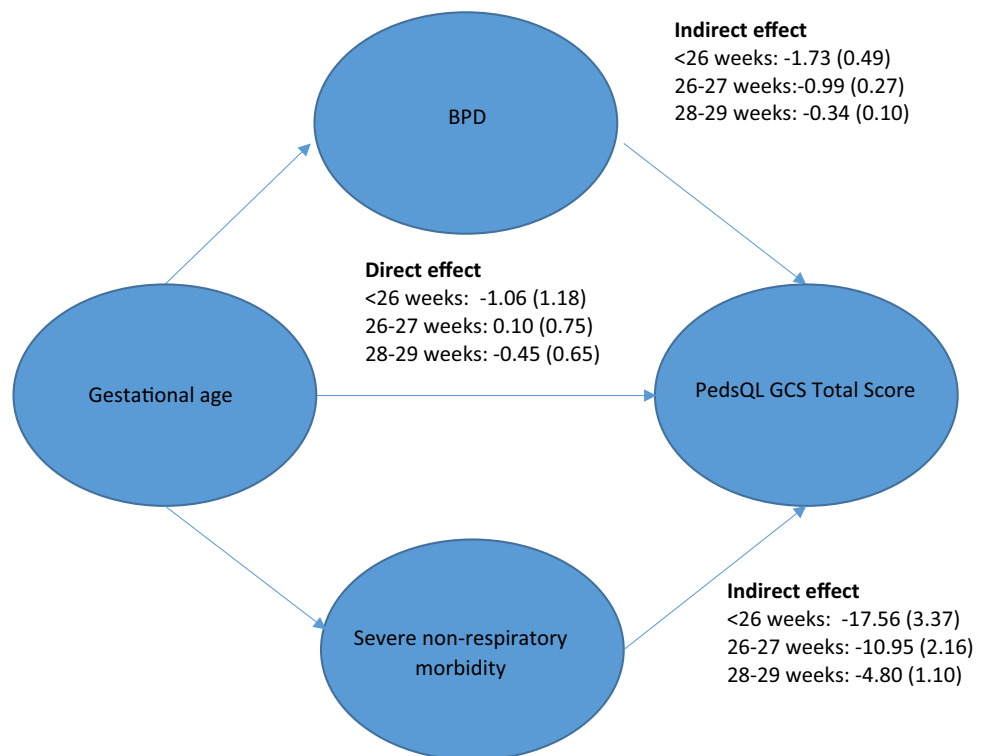 Indirect effect
<26 weeks: -1.73 (0.49)
26-27 weeks:-0.99 (0.27)
28-29 weeks: -0.34 (0.10)
BPD
Direct effect
<26 weeks: -1.06 (1.18)
26-27 weeks: 0.10 (0.75)
28-29 weeks: -0.45 (0.65)
Gestational age
PedsQL GCS Total Score
Severe non-respiratory
morbidity
Indirect effect
<26 weeks: -17.56 (3.37)
26-27 weeks: -10.95 (2.16)
28-29 weeks: -4.80 (1.10)